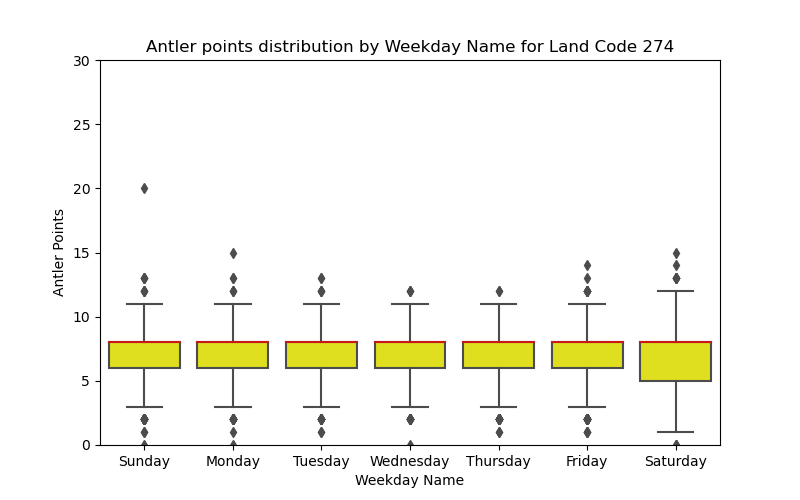 Antler points distribution by Weekday Name for Land Code 274
30
25
20
15
10
5
0
Antler Points
Sunday Monday Tuesday Wednesday Thursday Friday Saturday
Weekday Name